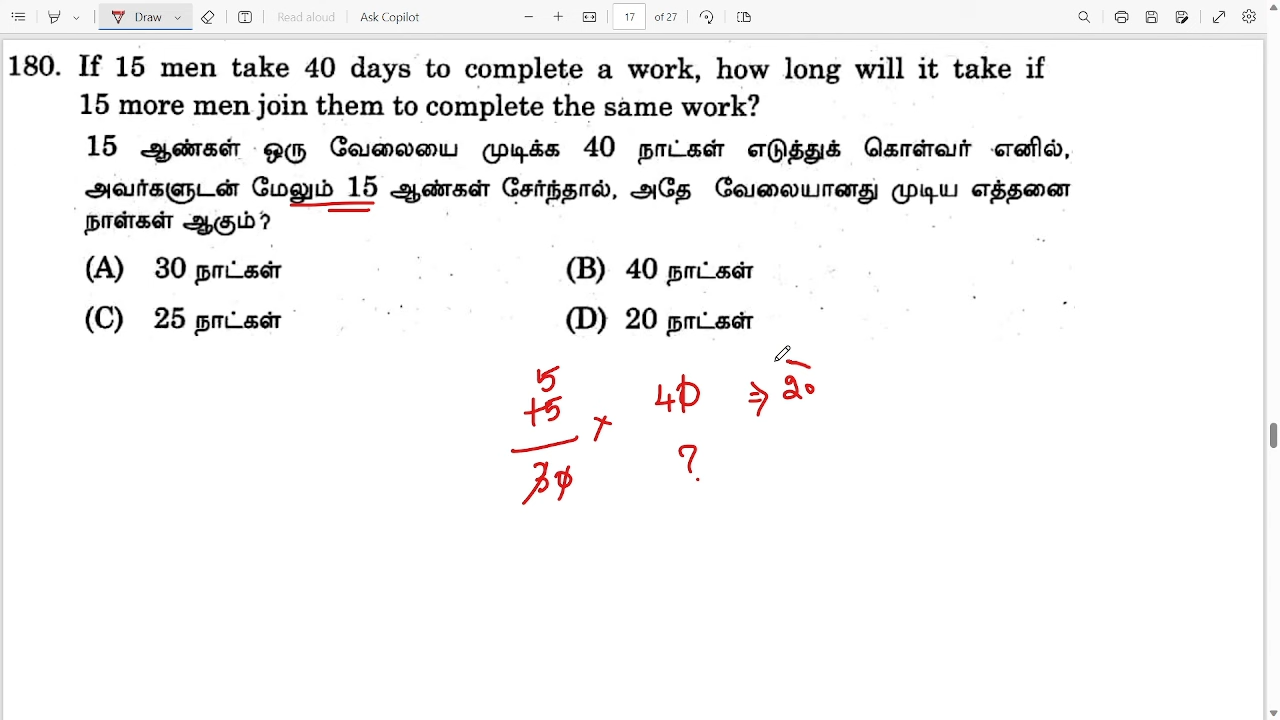 Draw
Read aloud
Ask Copilot
17
of 27
180. If 15 men take 40 days to complete a work, how long will it take if
15 more men join them to complete the same work?
15 ஆண்கள் ஒரு வேலையை முடிக்க 40 நாட்கள் எடுத்துக் கொள்வர் எனில்,
அவர்களுடன் மேலும் 15 ஆண்கள் சேர்ந்தால், அதே வேலையானது முடிய எத்தனை
நாள்கள் ஆகும்?
(A) 30 நாட்கள்
(B) 40 நாட்கள்
(C) 25 நாட்கள்
(D) 20 நாட்கள்
5
+5 × 40 ⇒ 20
30 ?